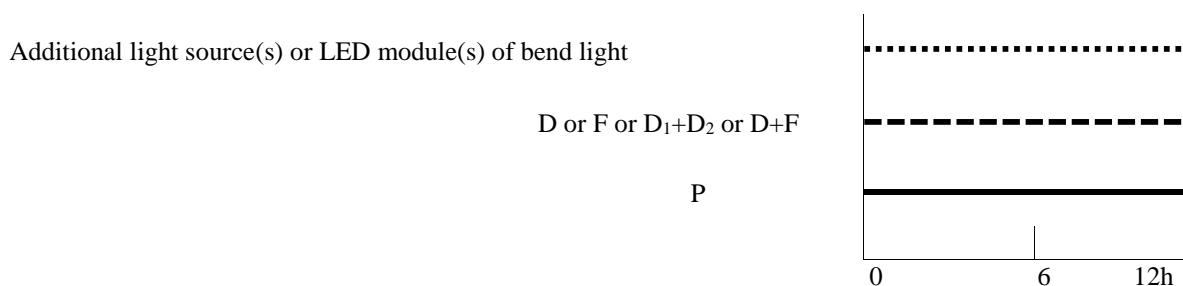 Additional light source(s) or LED module(s) of bend light
D or F or D₁+D₂ or D+F
P
0 6 12h